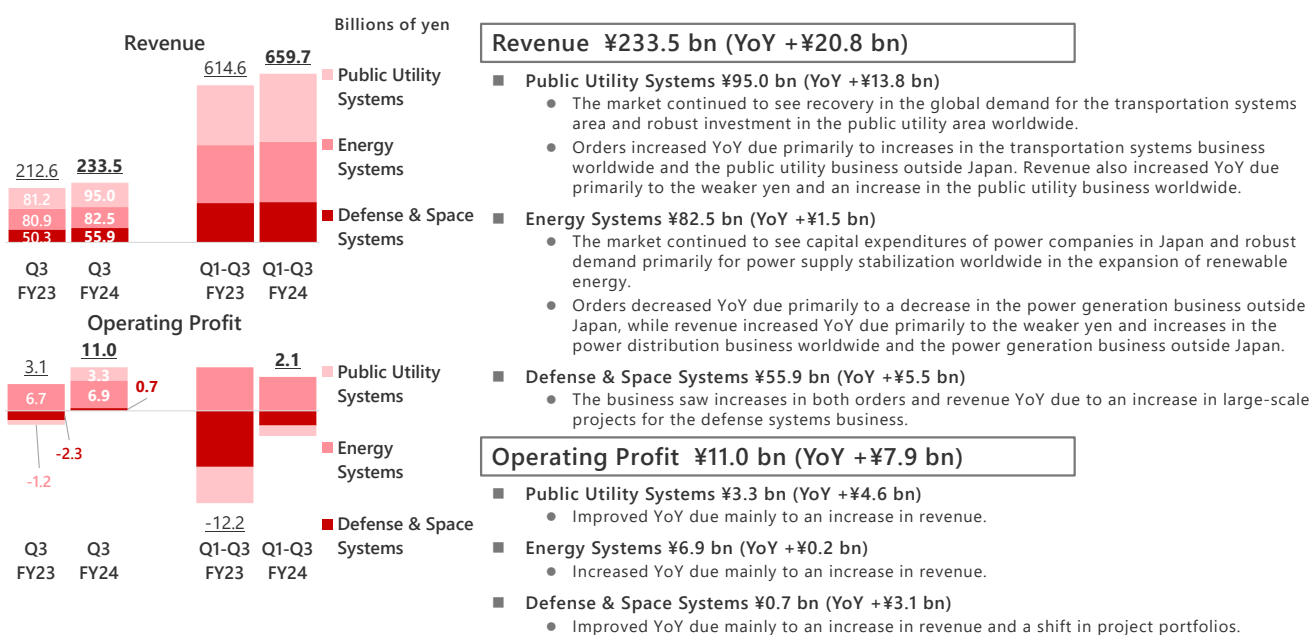 Billions of yen
Revenue
614.6
659.7
Public Utility
Systems
Energy
Systems
Defense & Space
Systems
212.6
233.5
81.2
95.0
80.9
82.5
50.3
55.9
Q3
FY23
Q3
FY24
Q1-Q3
FY23
Q1-Q3
FY24
Operating Profit
3.1
11.0
2.1
3.3
6.7
6.9
0.7
-2.3
-1.2
-12.2
Public Utility
Systems
Energy
Systems
Defense & Space
Systems
Q3
FY23
Q3
FY24
Q1-Q3
FY23
Q1-Q3
FY24
Revenue ¥233.5 bn (YoY +¥20.8 bn)
■ Public Utility Systems ¥95.0 bn (YoY +¥13.8 bn)
● The market continued to see recovery in the global demand for the transportation systems
area and robust investment in the public utility area worldwide.
● Orders increased YoY due primarily to increases in the transportation systems business
worldwide and the public utility business outside Japan. Revenue also increased YoY due
primarily to the weaker yen and an increase in the public utility business worldwide.
■ Energy Systems ¥82.5 bn (YoY +¥1.5 bn)
● The market continued to see capital expenditures of power companies in Japan and robust
demand primarily for power supply stabilization worldwide in the expansion of renewable
energy.
● Orders decreased YoY due primarily to a decrease in the power generation business outside
Japan, while revenue increased YoY due primarily to the weaker yen and increases in the
power distribution business worldwide and the power generation business outside Japan.
■ Defense & Space Systems ¥55.9 bn (YoY +¥5.5 bn)
● The business saw increases in both orders and revenue YoY due to an increase in large-scale
projects for the defense systems business.
Operating Profit ¥11.0 bn (YoY +¥7.9 bn)
■ Public Utility Systems ¥3.3 bn (YoY +¥4.6 bn)
● Improved YoY due mainly to an increase in revenue.
■ Energy Systems ¥6.9 bn (YoY +¥0.2 bn)
● Increased YoY due mainly to an increase in revenue.
■ Defense & Space Systems ¥0.7 bn (YoY +¥3.1 bn)
● Improved YoY due mainly to an increase in revenue and a shift in project portfolios.